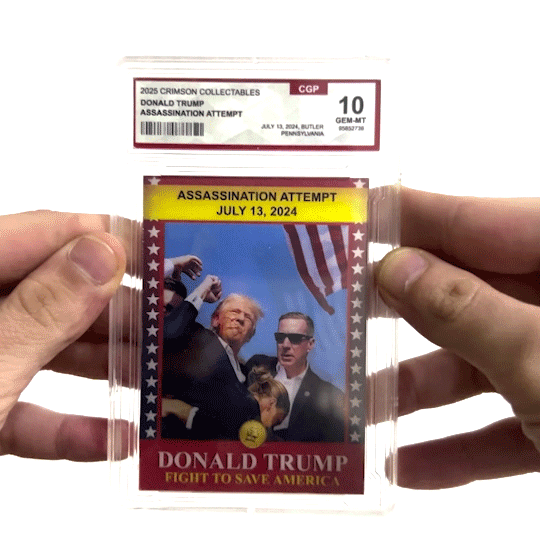 2025 CRIMSON COLLECTABLES
CGP
DONALD TRUMP
ASSASSINATION ATTEMPT
10
GEM-MT
JULY 13, 2024, BUTLER
PENNSYLVANIA
ASSASSINATION ATTEMPT
JULY 13, 2024
DONALD TRUMP
FIGHT TO SAVE AMERICA